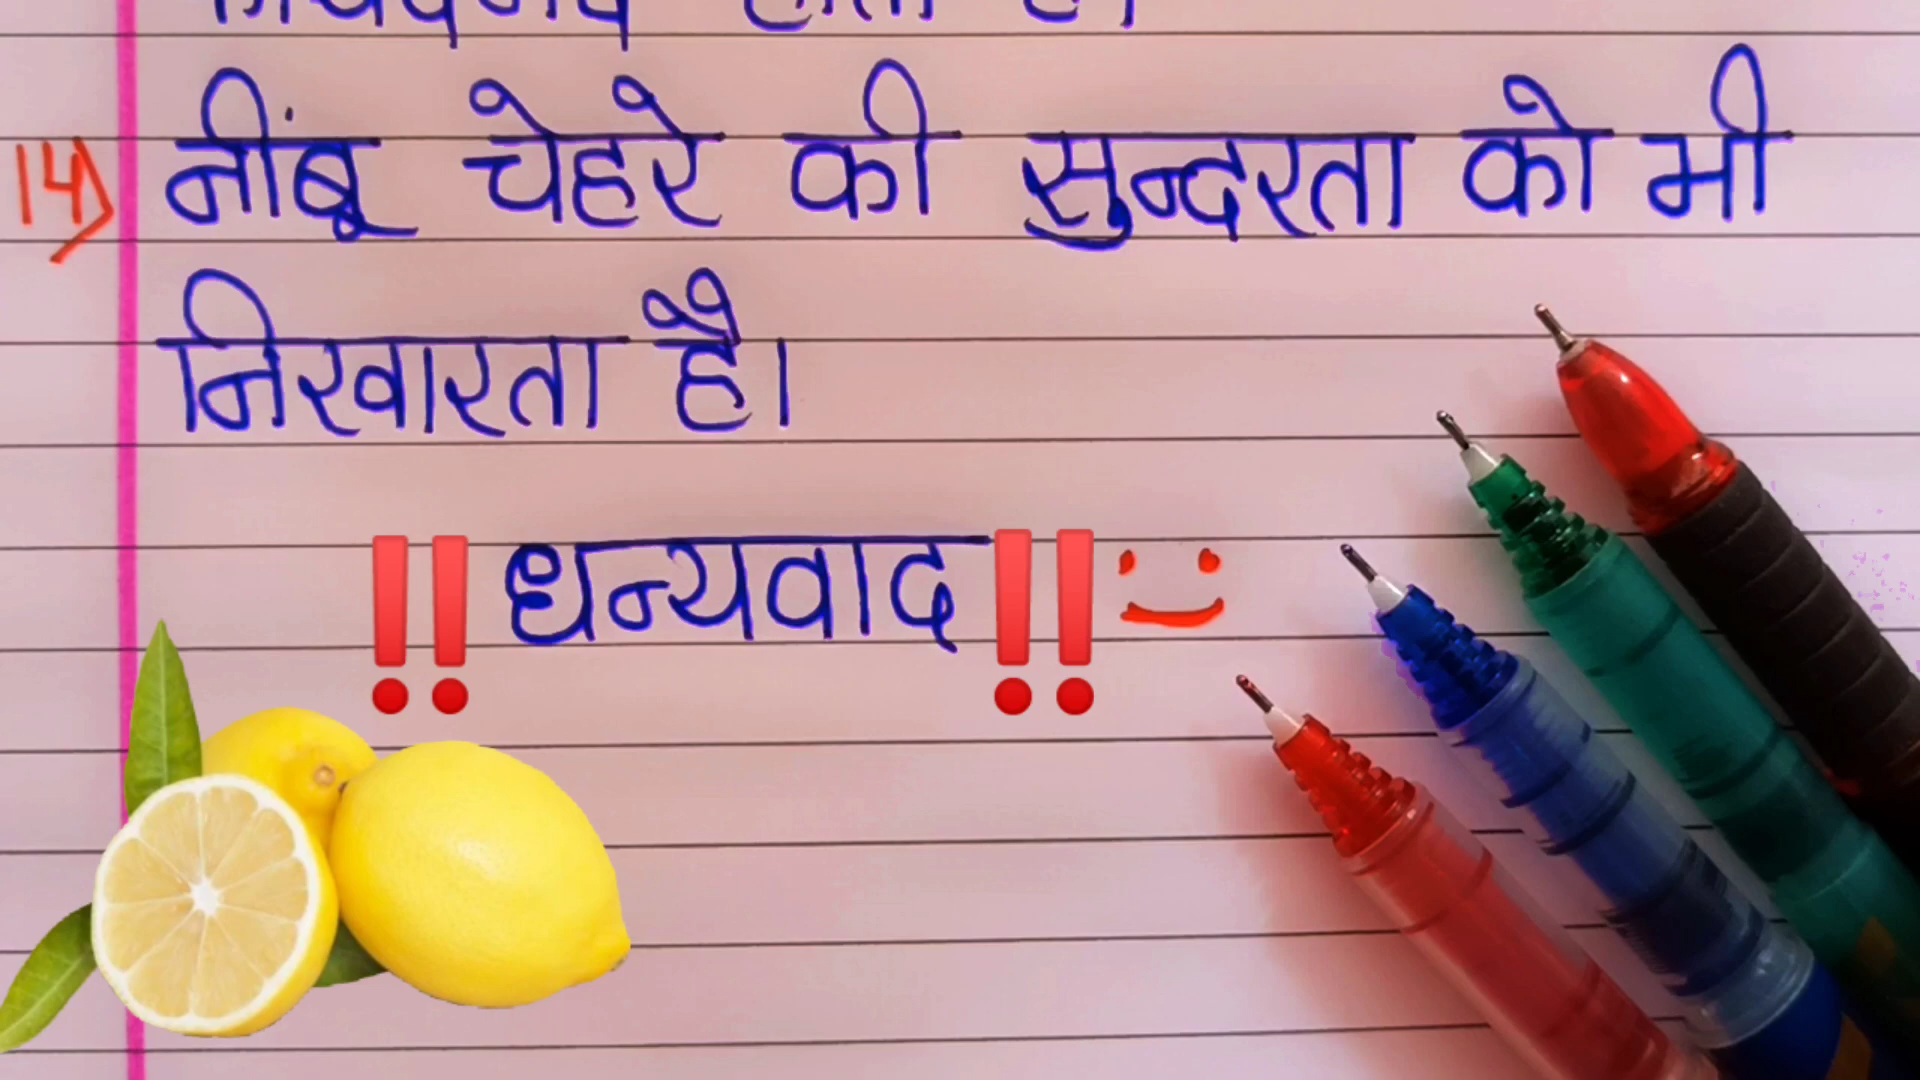 होता है।
14) नींबू चेहरे की सुन्दरता को भी
निखारता है।
‼धन्यवाद‼